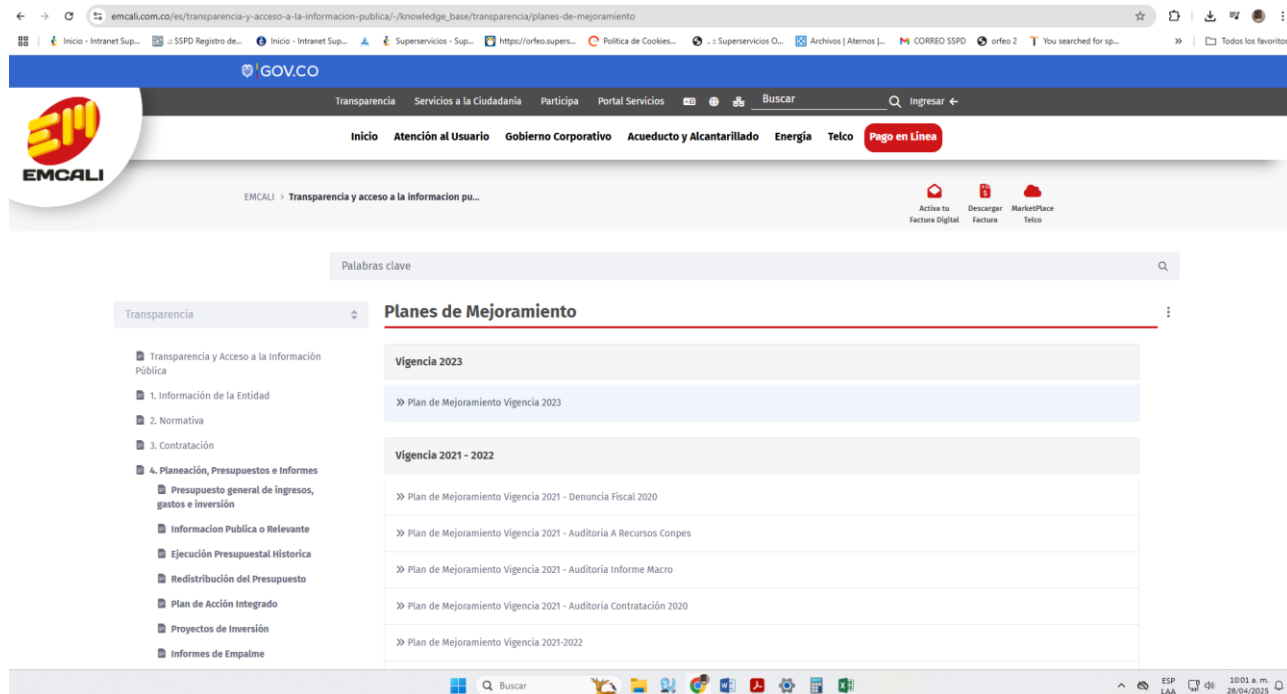 emcali.com.co/es/transparencia-y-acceso-a-la-informacion-publica/-/knowledge_base/transparencia/planes-de-mejoramiento
Inicio - Intranet Sup...
.:: SSPD Registro de...
Inicio - Intranet Sup...
Superservicios - Sup...
https://orfeo.supers...
Política de Cookies...
.. :: Superservicios O...
Archivos | Aternos |...
CORREO SSPD
orfeo 2
You searched for sp...
»
Todos los favoritos
GOV.CO
Transparencia
Servicios a la Ciudadanía
Participa
Portal Servicios
Buscar
Ingresar
EMCALI
Inicio
Atención al Usuario
Gobierno Corporativo
Acueducto y Alcantarillado
Energía
Telco
Pago en Línea
EMCALI > Transparencia y acceso a la informacion pu...
Activa tu
Factura Digital
Descargar
Factura
MarketPlace
Telco
Palabras clave
Transparencia
Transparencia y Acceso a la Información
Pública
1. Información de la Entidad
2. Normativa
3. Contratación
4. Planeación, Presupuestos e Informes
Presupuesto general de ingresos,
gastos e inversión
Informacion Publica o Relevante
Ejecución Presupuestal Historica
Redistribución del Presupuesto
Plan de Acción Integrado
Proyectos de Inversión
Informes de Empalme
Planes de Mejoramiento
Vigencia 2023
» Plan de Mejoramiento Vigencia 2023
Vigencia 2021 - 2022
» Plan de Mejoramiento Vigencia 2021 - Denuncia Fiscal 2020
» Plan de Mejoramiento Vigencia 2021 - Auditoria A Recursos Conpes
» Plan de Mejoramiento Vigencia 2021 - Auditoria Informe Macro
» Plan de Mejoramiento Vigencia 2021 - Auditoria Contratación 2020
» Plan de Mejoramiento Vigencia 2021-2022
Buscar
ESP
LAA
10:01 a. m.
28/04/2025